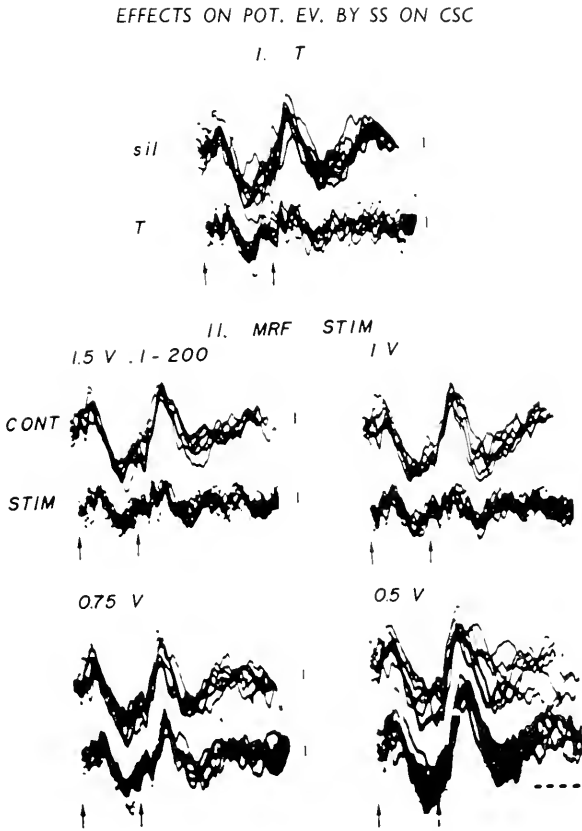 EFFECTS ON POT. EV. BY SS ON CSC
I. T
sil
T
II. MRF STIM
1.5 V .1-200
1 V
CONT
STIM
0.75 V
0.5 V